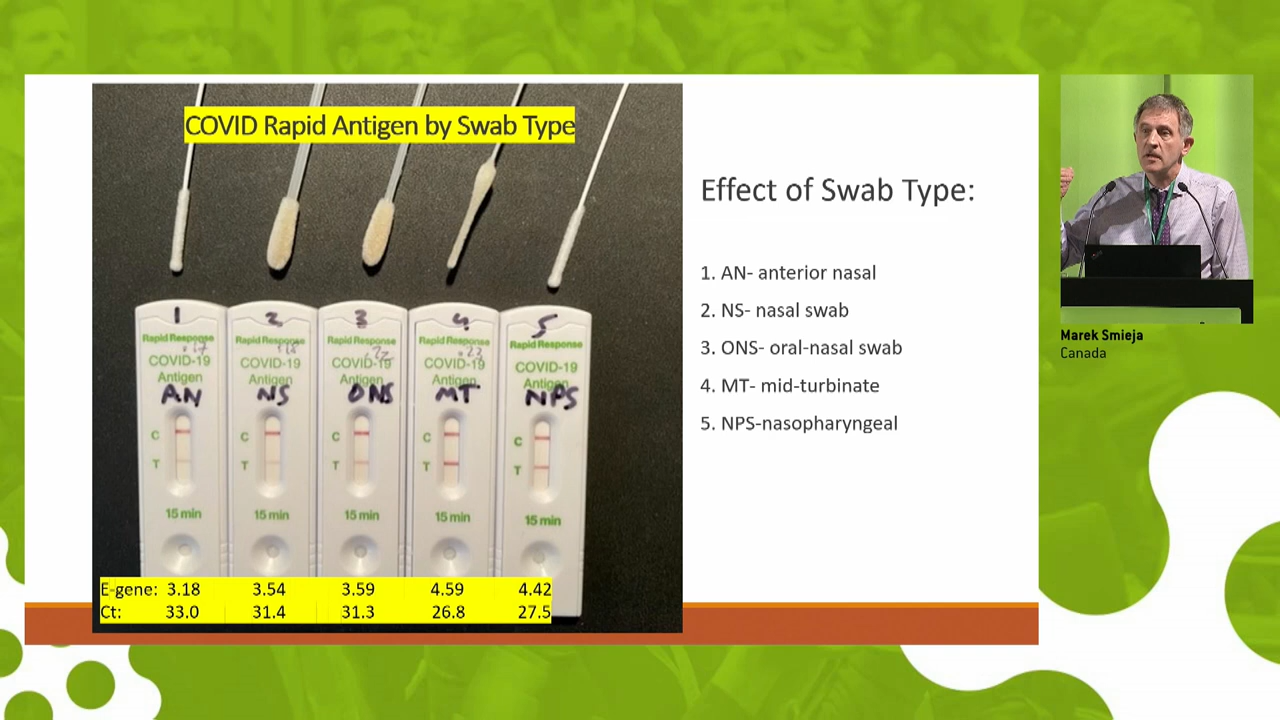 COVID Rapid Antigen by Swab Type
1 2 3 4 5
Rapid Response Rapid Response Rapid Response Rapid Response Rapid Response
COVID-19 COVID-19 COVID-19 COVID-19 COVID-19
Antigen Antigen Antigen Antigen Antigen
AN NS ONS MT NPS
C C C C C
T T T T T
15 min 15 min 15 min 15 min 15 min
E-gene: 3.18 3.54 3.59 4.59 4.42
Ct: 33.0 31.4 31.3 26.8 27.5
Effect of Swab Type:
1. AN- anterior nasal
2. NS- nasal swab
3. ONS- oral-nasal swab
4. MT- mid-turbinate
5. NPS-nasopharyngeal
Marek Smieja
Canada